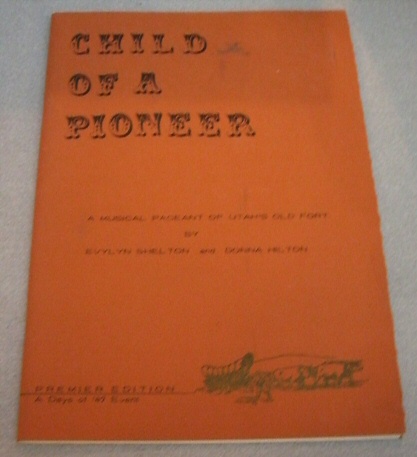 CHILD
OF A
PIONEER
A MUSICAL PAGEANT OF UTAH'S OLD FORT
BY
EVYLYN SHELTON and DONNA HELTON
PREMIER EDITION
A Days of '47 Event